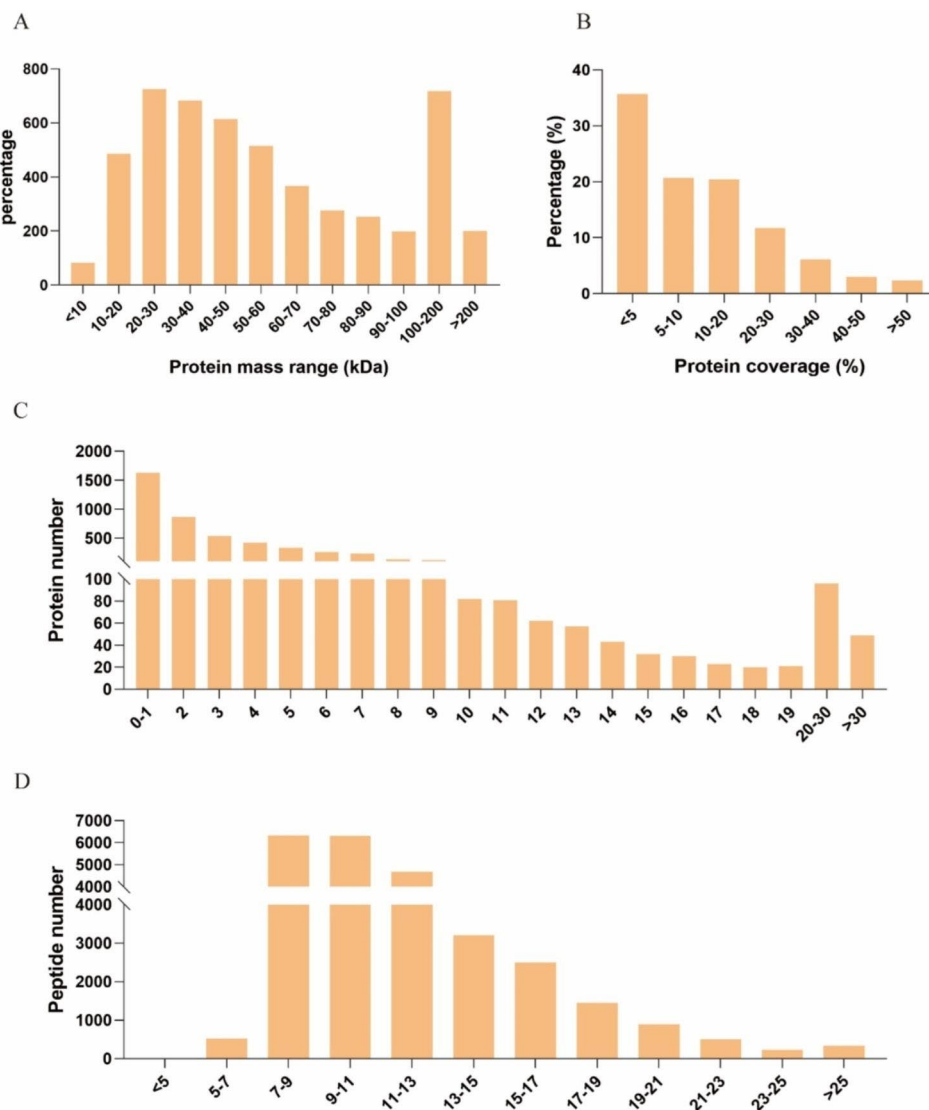 A
800
600
400
200
0
percentage
<10 10-20 20-30 30-40 40-50 50-60 60-70 70-80 80-90 90-100 100-200 >200
Protein mass range (kDa)
B
40
30
20
10
0
Percentage (%)
<5 5-10 10-20 20-30 30-40 40-50 >50
Protein coverage (%)
C
2000
1500
1000
500
100
80
60
40
20
0
Protein number
0-1 2 3 4 5 6 7 8 9 10 11 12 13 14 15 16 17 18 19 20-30 >30
D
7000
6000
5000
4000
4000
3000
2000
1000
0
Peptide number
<5 5-7 7-9 9-11 11-13 13-15 15-17 17-19 19-21 21-23 23-25 >25